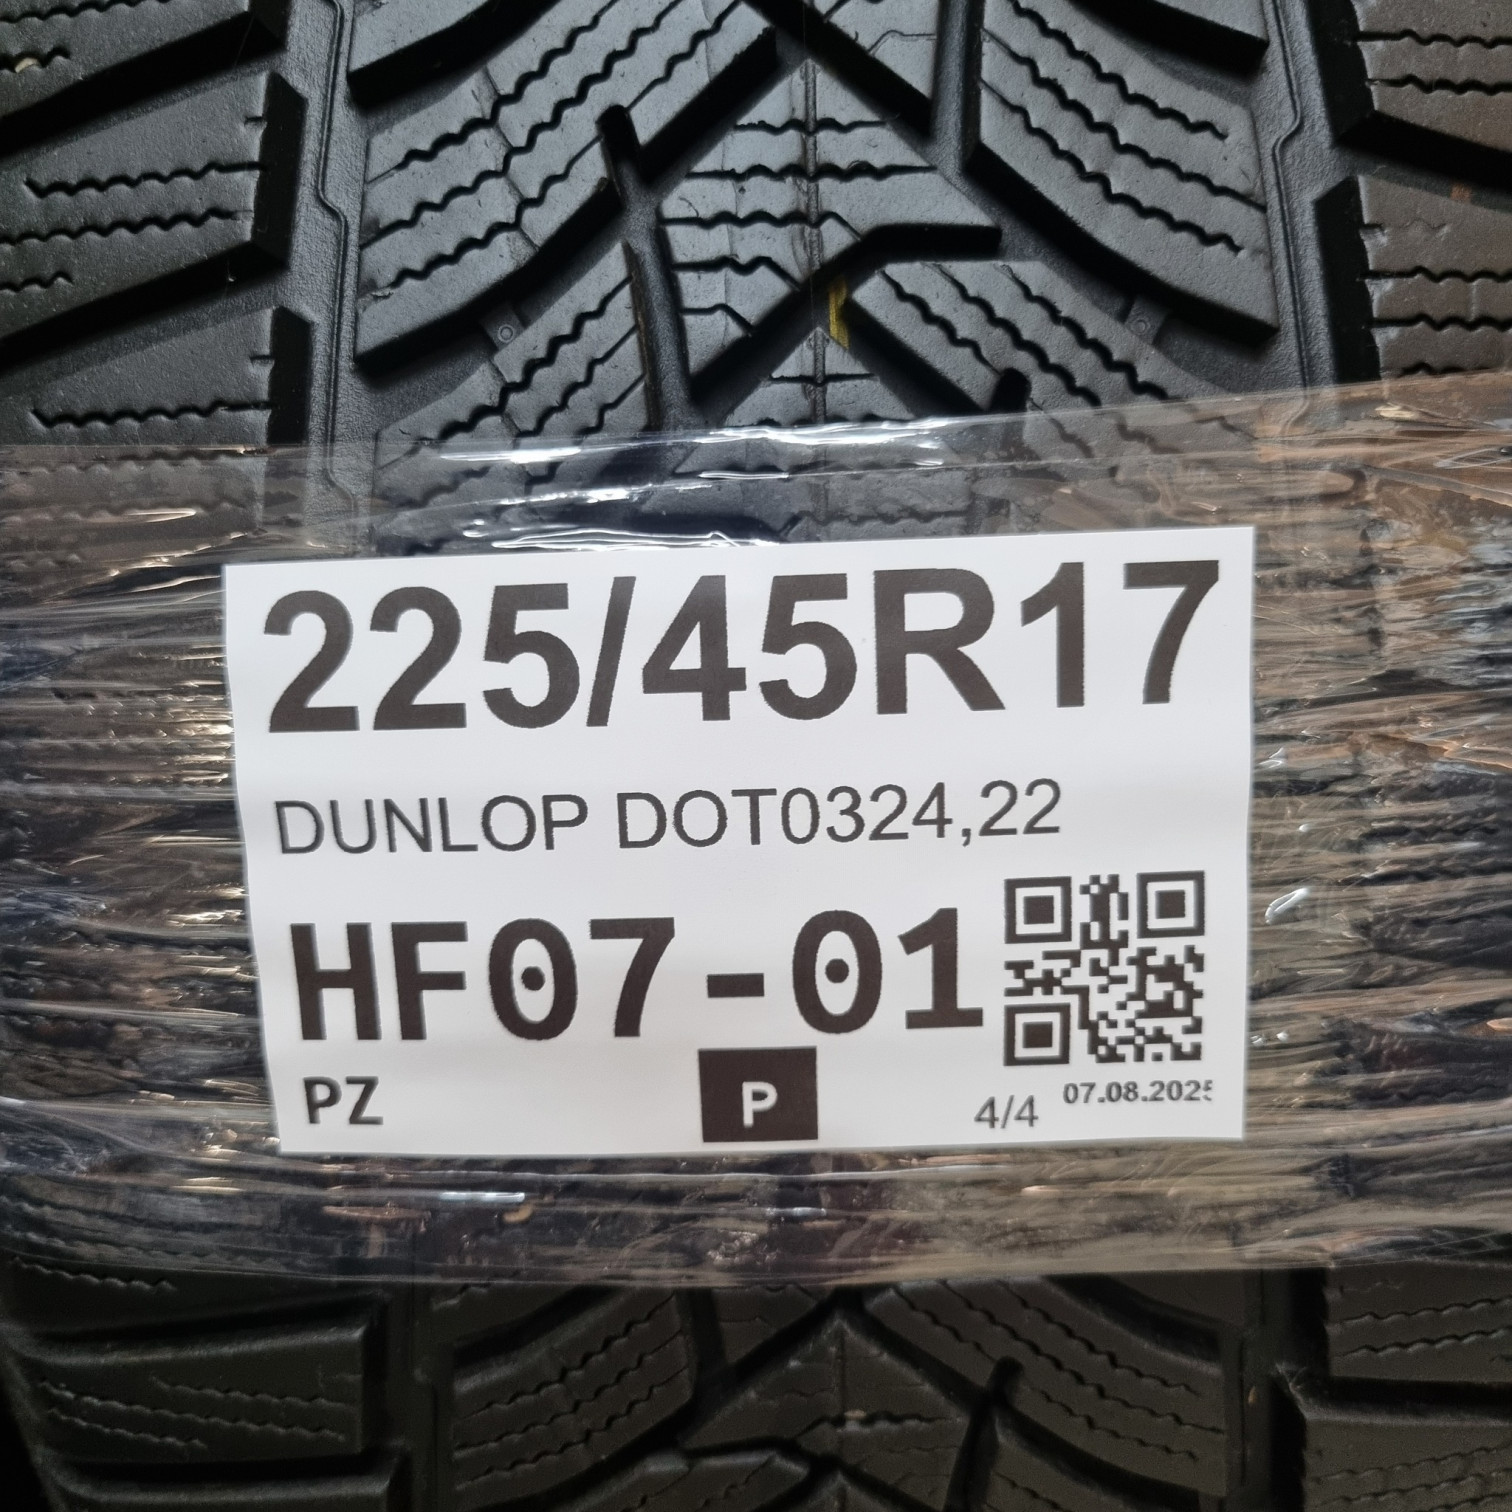 225/45R17
DUNLOP DOT0324,22
HF07-01
PZ P 4/4 07.08.2025